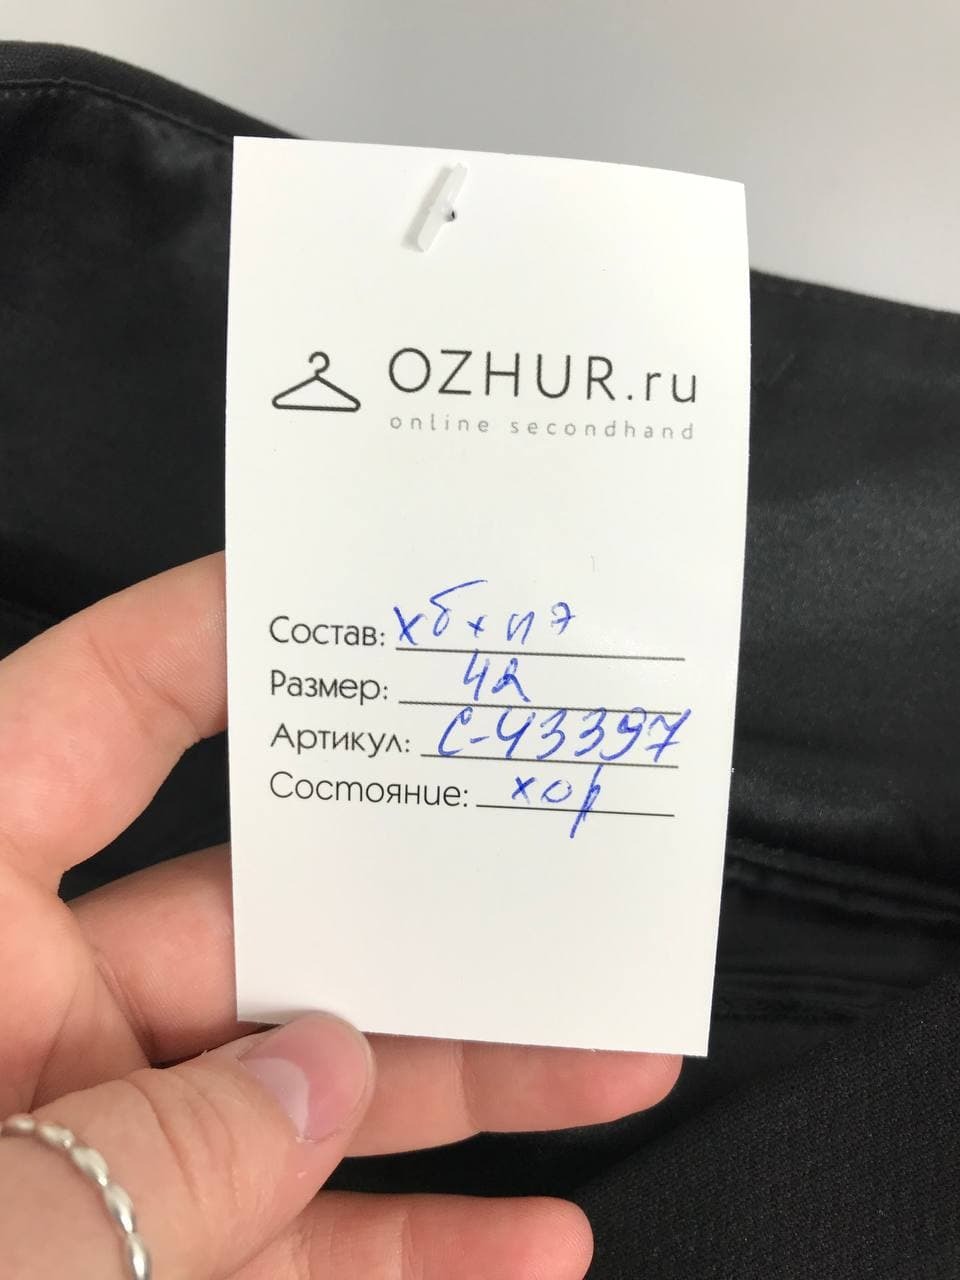 OZHUR.ru
online secondhand
Состав: хб + пэ
Размер: 42
Артикул: С-43397
Состояние: хор